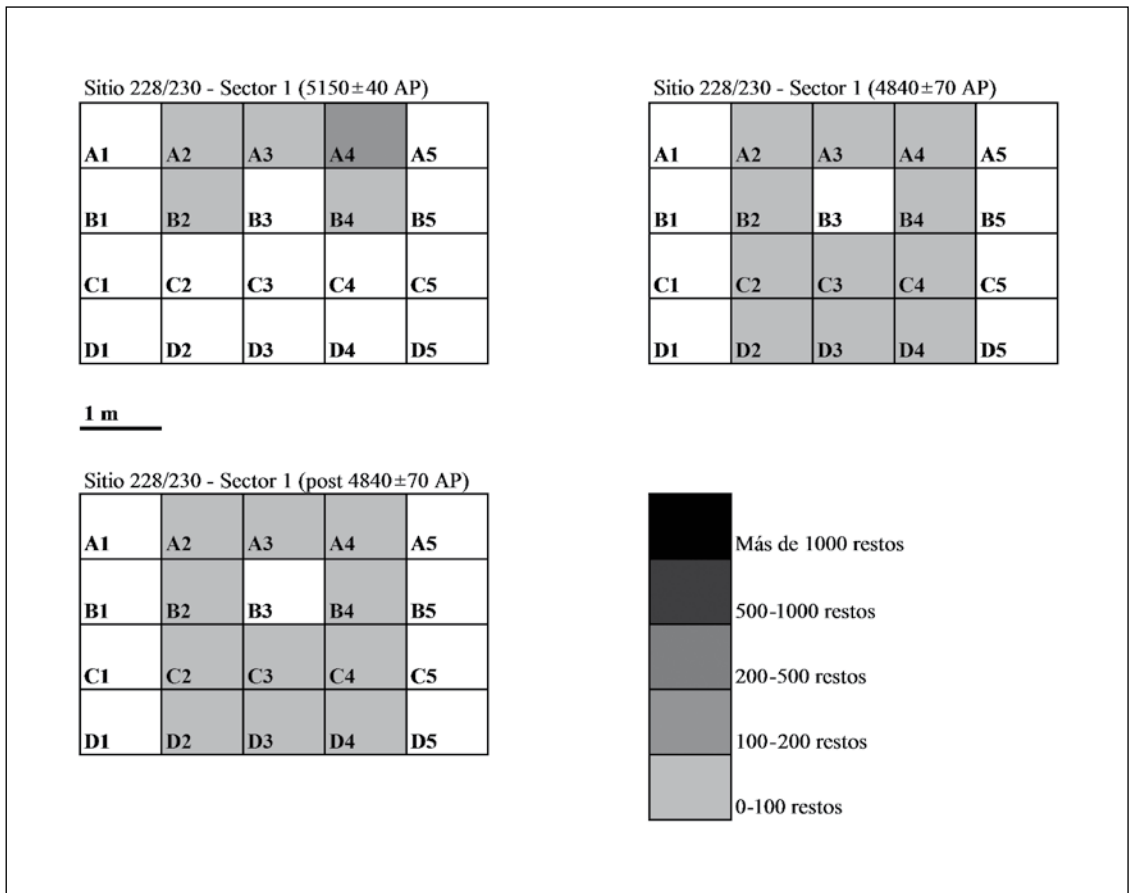 Sitio 228/230 - Sector 1 (5150±40 AP)
A1 A2 A3 A4 A5
B1 B2 B3 B4 B5
C1 C2 C3 C4 C5
D1 D2 D3 D4 D5
Sitio 228/230 - Sector 1 (4840±70 AP)
A1 A2 A3 A4 A5
B1 B2 B3 B4 B5
C1 C2 C3 C4 C5
D1 D2 D3 D4 D5
1 m
Sitio 228/230 - Sector 1 (post 4840±70 AP)
A1 A2 A3 A4 A5
B1 B2 B3 B4 B5
C1 C2 C3 C4 C5
D1 D2 D3 D4 D5
Más de 1000 restos
500-1000 restos
200-500 restos
100-200 restos
0-100 restos